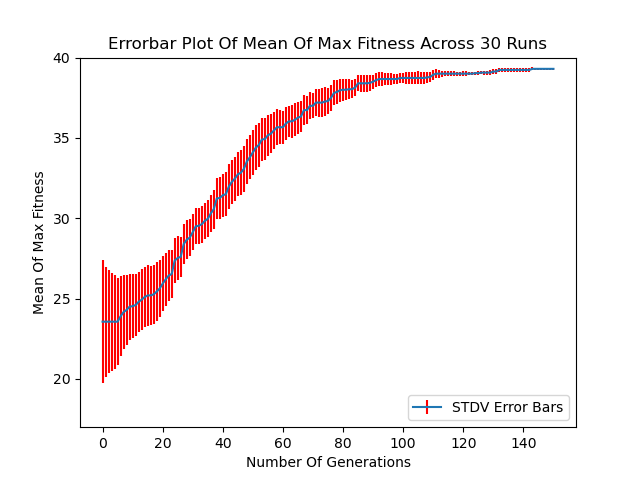 Errorbar Plot Of Mean Of Max Fitness Across 30 Runs
40
35
30
25
20
Mean Of Max Fitness
STDV Error Bars
0 20 40 60 80 100 120 140
Number Of Generations